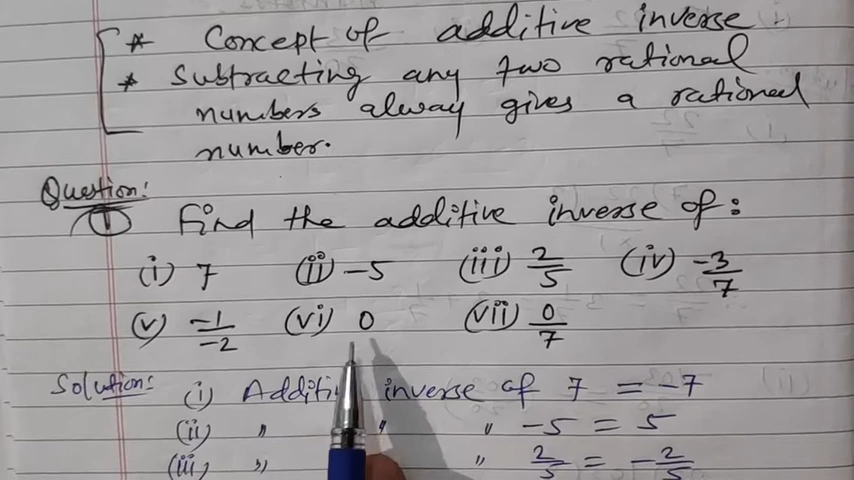 * Concept of additive inverse.
* Subtracting any two rational
numbers alway gives a rational
number.
Question:
① Find the additive inverse of:
(i) 7 (ii) -5 (iii) 2/5 (iv) -3/7
(v) -1/-2 (vi) 0 (vii) 0/7
Solution: (i) Additi inverse of 7 = -7
(ii) " " " -5 = 5
(iii) " " 2/5 = -2/5